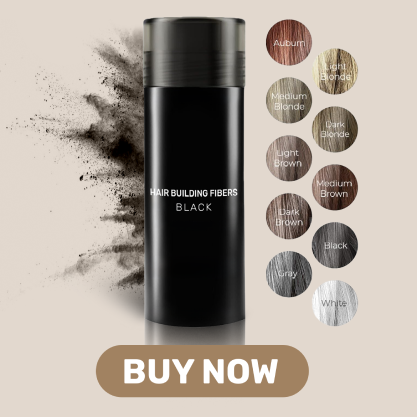 Auburn
Light
Blonde
Medium
Blonde
Dark
Blonde
Light
Brown
Medium
Brown
Dark
Brown
Black
Gray
White
HAIR BUILDING FIBERS
BLACK
BUY NOW